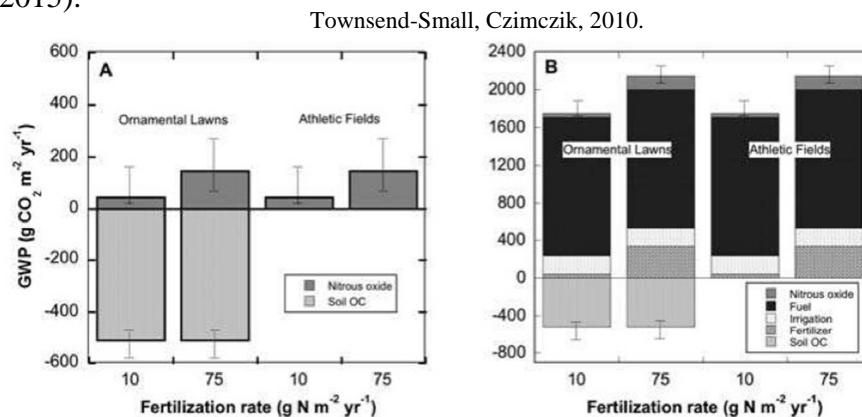 2015).
Townsend-Small, Czimczik, 2010.
A
600
400
200
0
-200
-400
-600
GWP (g CO2 m-2 yr-1)
Ornamental Lawns
Athletic Fields
Nitrous oxide
Soil OC
10 75 10 75
Fertilization rate (g N m-2 yr-1)
B
2400
2000
1600
1200
800
400
0
-400
-800
Ornamental Lawns
Athletic Fields
Nitrous oxide
Fuel
Irrigation
Fertilizer
Soil OC
10 75 10 75
Fertilization rate (g N m-2 yr-1)